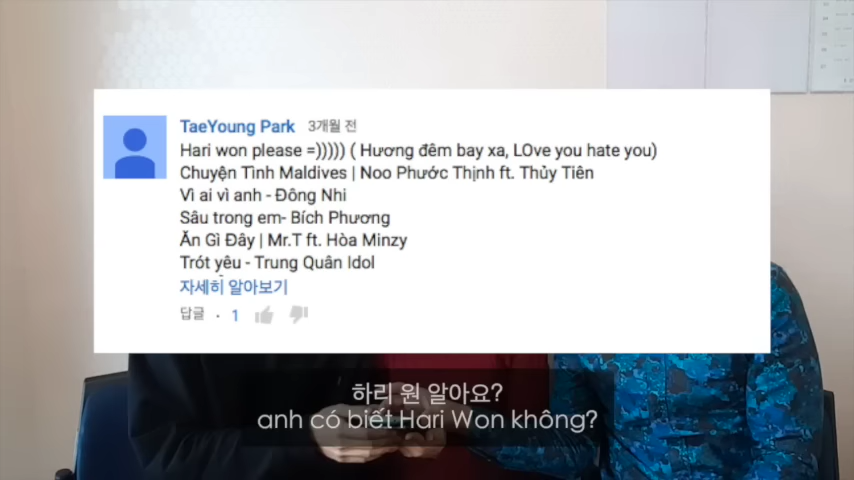 TaeYoung Park 3개월 전
Hari won please =))))) ( Hương đêm bay xa, LOve you hate you)
Chuyện Tình Maldives | Noo Phước Thịnh ft. Thủy Tiên
Vì ai vì anh - Đông Nhi
Sâu trong em- Bích Phương
Ăn Gì Đây | Mr.T ft. Hòa Minzy
Trót yêu - Trung Quân Idol
자세히 알아보기
답글 · 1
하리 원 알아요?
anh có biết Hari Won không?